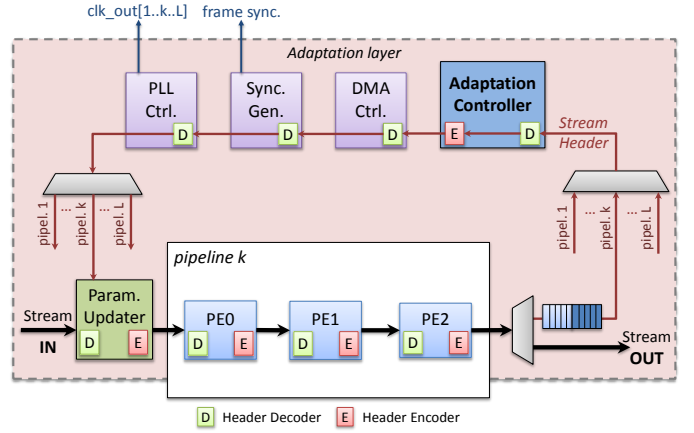 clk_out[1..k..L]
frame sync.
Adaptation layer
PLL
Ctrl.
D
Sync.
Gen.
D
DMA
Ctrl.
D
Adaptation
Controller
E
D
Stream
Header
pipel. 1
...
pipel. k
...
pipel. L
pipel. 1
...
pipel. k
...
pipel. L
pipeline k
Stream
IN
Param.
Updater
D
E
PE0
D
E
PE1
D
E
PE2
D
E
Stream
OUT
D
Header Decoder
E
Header Encoder